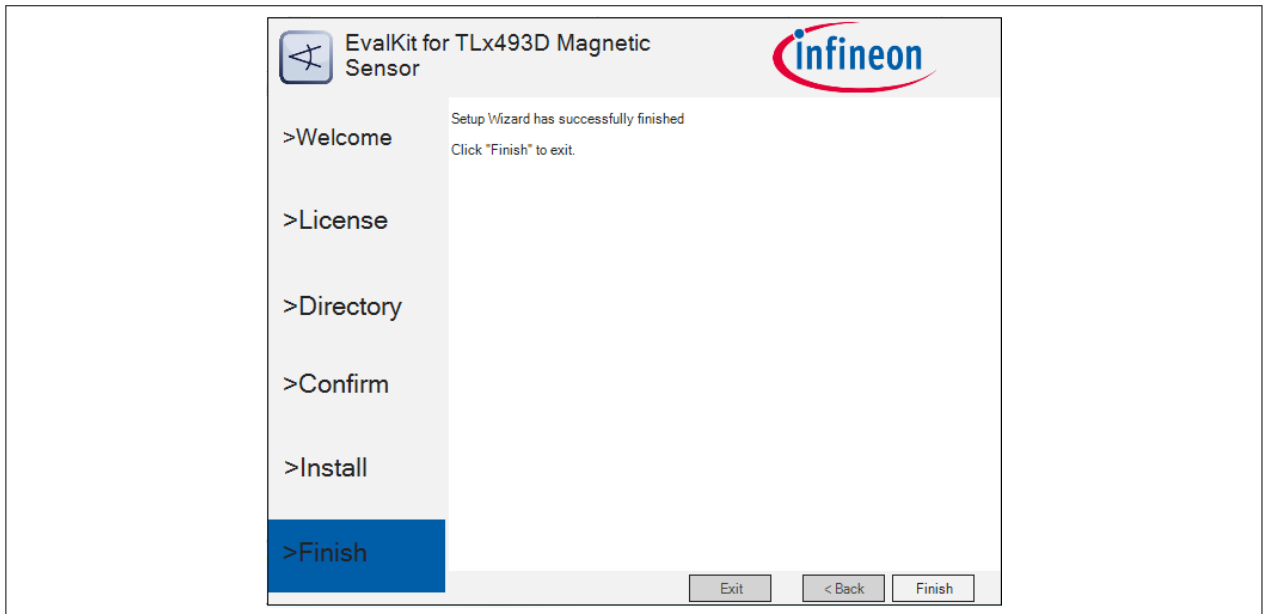 EvalKit for TLx493D Magnetic
Sensor
infineon
>Welcome
Setup Wizard has successfully finished
Click "Finish" to exit.
>License
>Directory
>Confirm
>Install
>Finish
Exit
< Back
Finish